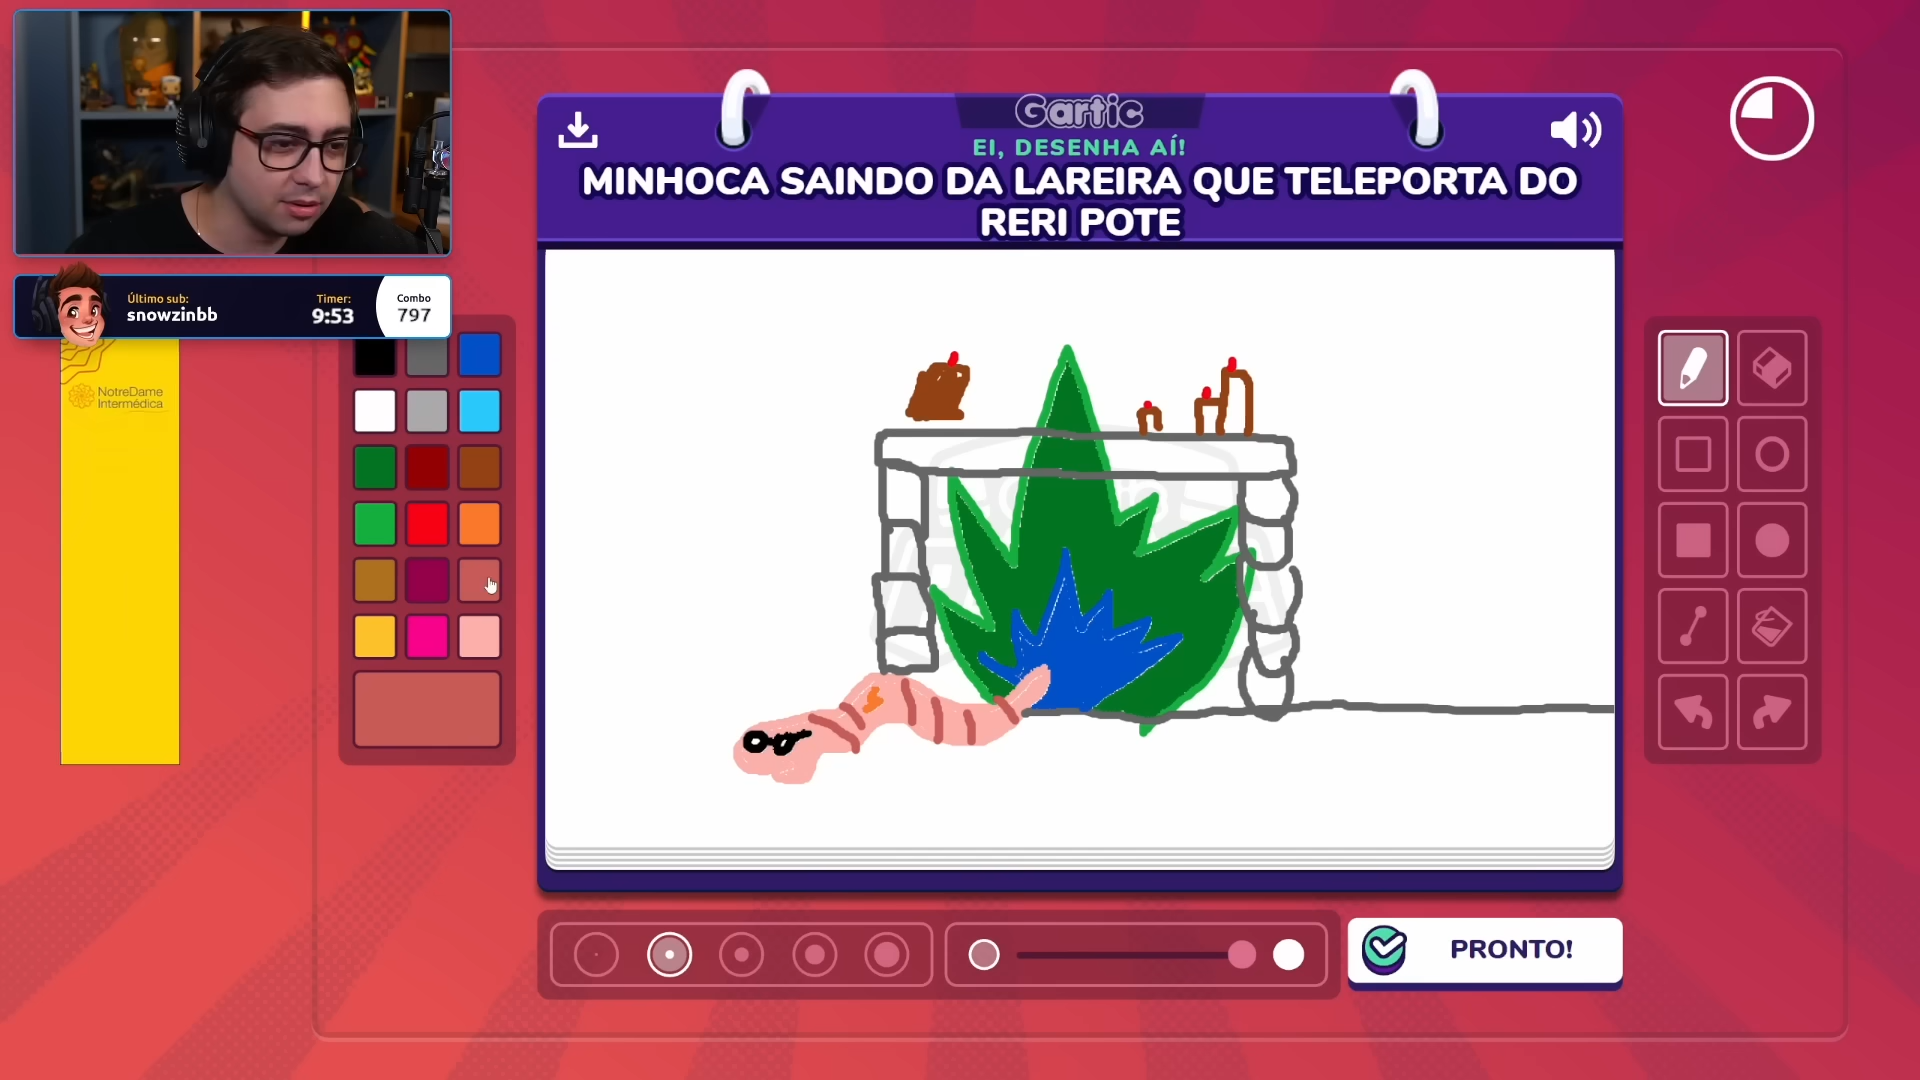 Gartic
EI, DESENHA AÍ!
MINHOCA SAINDO DA LAREIRA QUE TELEPORTA DO
RERI POTE
Último sub:
snowzinbb
Timer:
9:53
Combo
797
NotreDame
Intermédica
PRONTO!